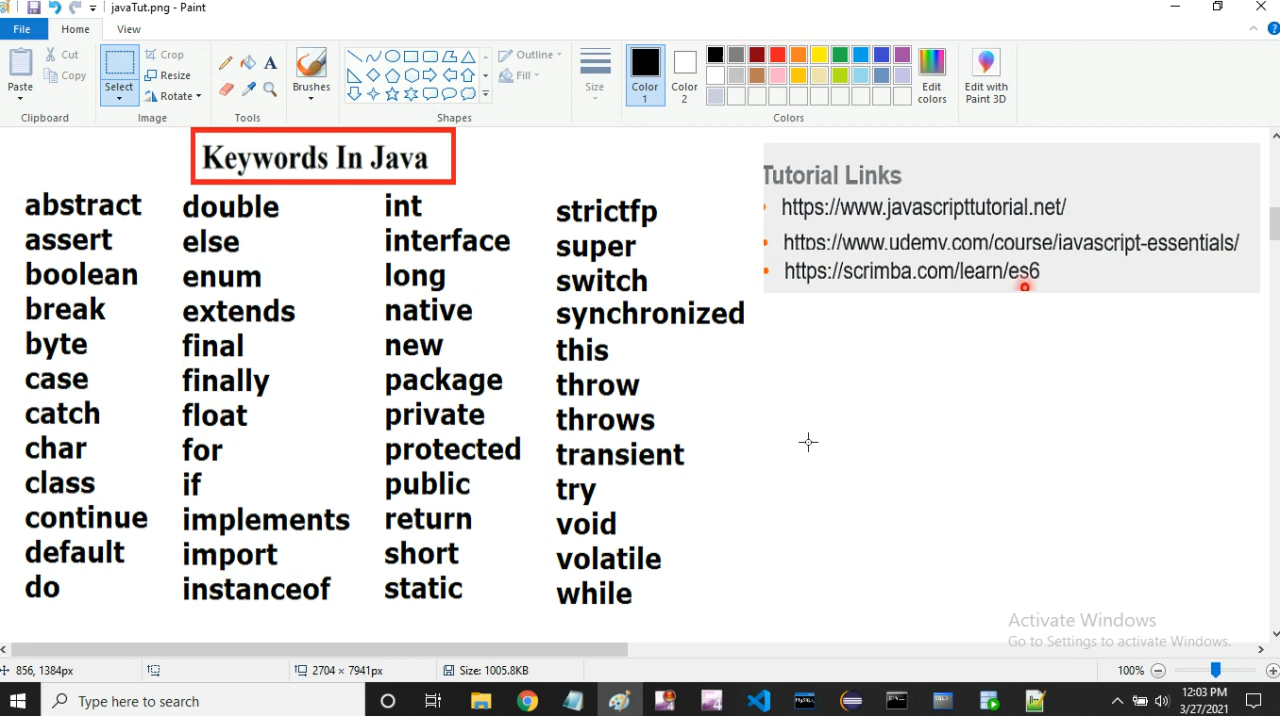 javaTut.png - Paint
File Home View
Paste
Cut
Copy
Clipboard
Select
Crop
Resize
Rotate
Image
Tools
Brushes
Outline
Fill
Shapes
Size
Color 1
Color 2
Edit colors
Colors
Edit with Paint 3D
Keywords In Java
abstract double int strictfp
assert else interface super
boolean enum long switch
break extends native synchronized
byte final new this
case finally package throw
catch float private throws
char for protected transient
class if public try
continue implements return void
default import short volatile
do instanceof static while
Tutorial Links
https://www.javascripttutorial.net/
https://www.udemy.com/course/javascript-essentials/
https://scrimba.com/learn/es6
Activate Windows
Go to Settings to activate Windows.
856, 1384px 2704 × 7941px Size: 1005.8KB 100%
Type here to search
12:03 PM
3/27/2021